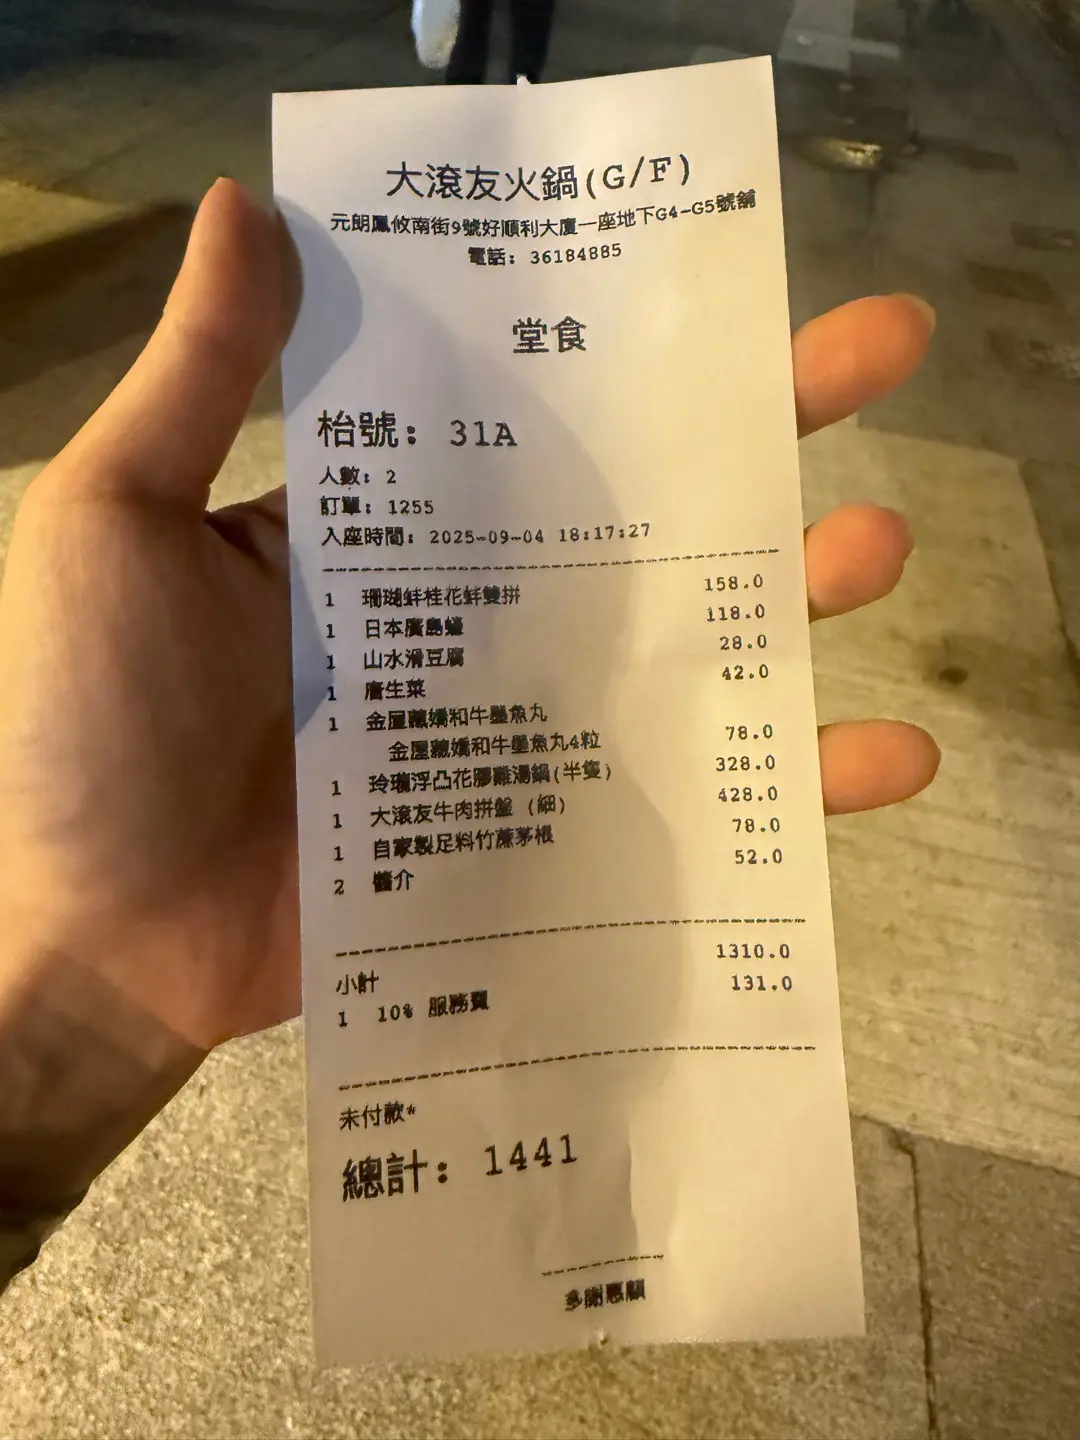 大滾友火鍋(G/F)
元朗鳳攸南街9號好順利大廈一座地下G4-G5號舖
電話: 36184885
堂食
枱號: 31A
人數: 2
訂單: 1255
入座時間: 2025-09-04 18:17:27
1 珊瑚蚌桂花蚌雙拼 158.0
1 日本廣島蠔 118.0
1 山水滑豆腐 28.0
1 唐生菜 42.0
1 金屋藏嬌和牛墨魚丸
金屋藏嬌和牛墨魚丸4粒 78.0
1 玲瓏浮凸花膠雞湯鍋(半隻) 328.0
1 大滾友牛肉拼盤 (細) 428.0
1 自家製足料竹蔗茅根 78.0
2 醬介 52.0
小計 1310.0
1 10% 服務費 131.0
未付款*
總計: 1441
多謝惠顧